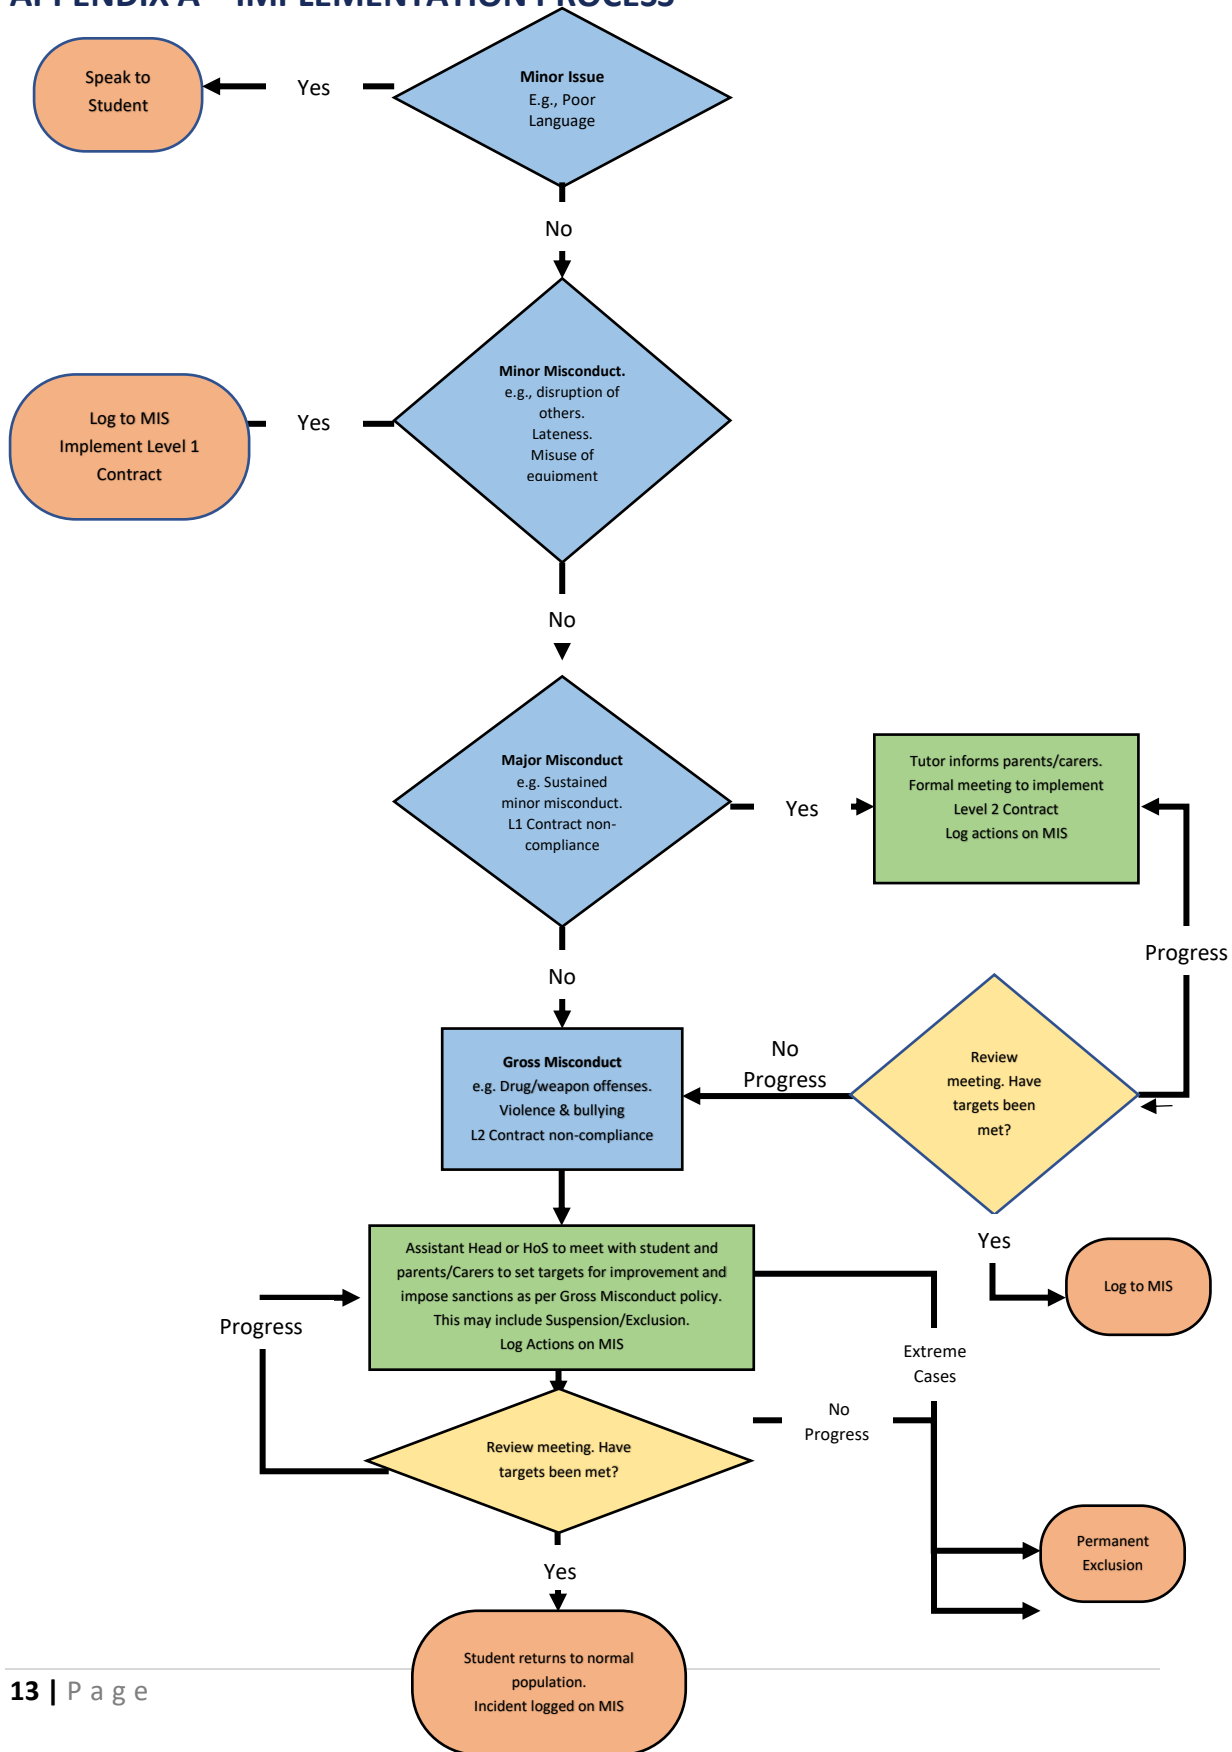 APPENDIX A – IMPLEMENTATION PROCESS
Speak to
Student
Yes
Minor Issue
E.g., Poor
Language
No
Log to MIS
Implement Level 1
Contract
Yes
Minor Misconduct.
e.g., disruption of
others.
Lateness.
Misuse of
equipment
No
Major Misconduct
e.g. Sustained
minor misconduct.
L1 Contract non-
compliance
Yes
Tutor informs parents/carers.
Formal meeting to implement
Level 2 Contract
Log actions on MIS
No
Progress
Gross Misconduct
e.g. Drug/weapon offenses.
Violence & bullying
L2 Contract non-compliance
No
Progress
Review
meeting. Have
targets been
met?
Yes
Log to MIS
Assistant Head or HoS to meet with student and
parents/Carers to set targets for improvement and
impose sanctions as per Gross Misconduct policy.
This may include Suspension/Exclusion.
Log Actions on MIS
Progress
Extreme
Cases
No
Progress
Review meeting. Have
targets been met?
Permanent
Exclusion
Yes
Student returns to normal
population.
Incident logged on MIS
13 | Page